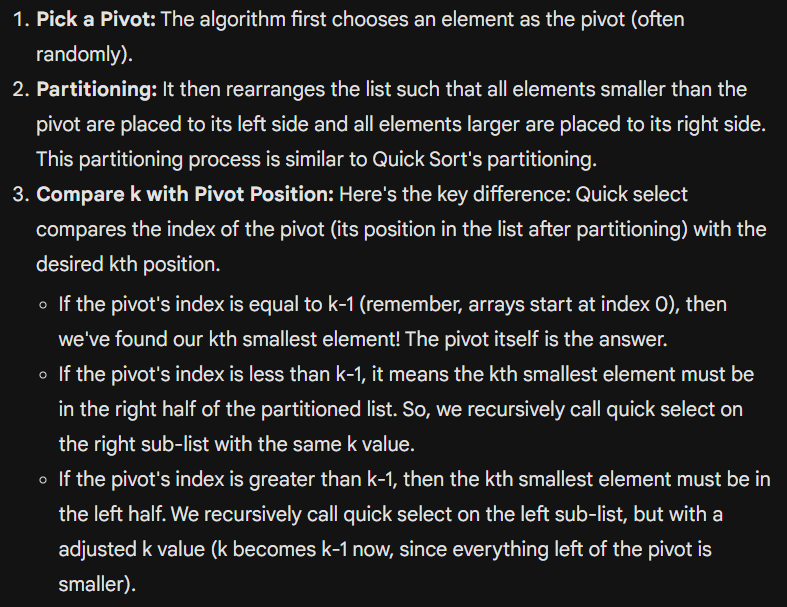 1. Pick a Pivot: The algorithm first chooses an element as the pivot (often
randomly).
2. Partitioning: It then rearranges the list such that all elements smaller than the
pivot are placed to its left side and all elements larger are placed to its right side.
This partitioning process is similar to Quick Sort's partitioning.
3. Compare k with Pivot Position: Here's the key difference: Quick select
compares the index of the pivot (its position in the list after partitioning) with the
desired kth position.
○ If the pivot's index is equal to k-1 (remember, arrays start at index 0), then
we've found our kth smallest element! The pivot itself is the answer.
○ If the pivot's index is less than k-1, it means the kth smallest element must be
in the right half of the partitioned list. So, we recursively call quick select on
the right sub-list with the same k value.
○ If the pivot's index is greater than k-1, then the kth smallest element must be in
the left half. We recursively call quick select on the left sub-list, but with a
adjusted k value (k becomes k-1 now, since everything left of the pivot is
smaller).